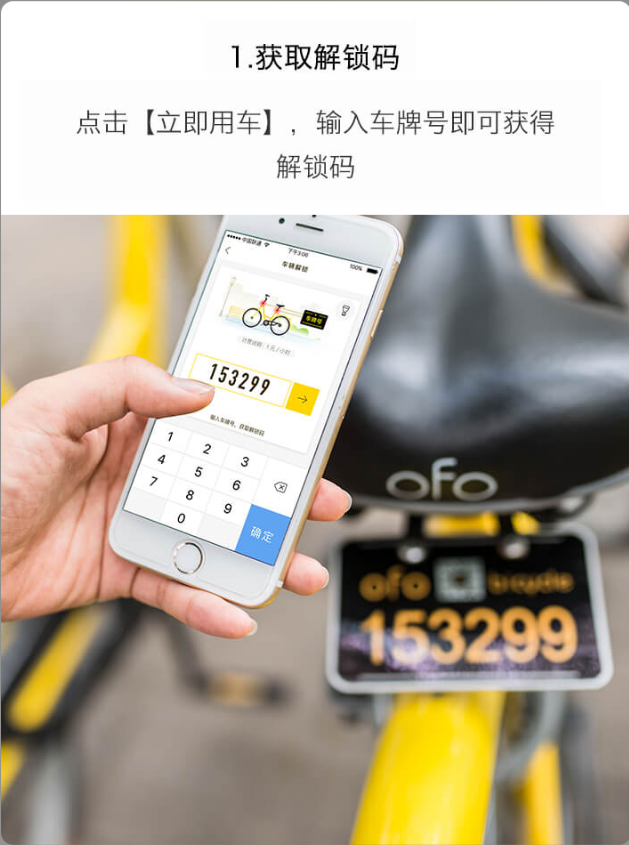 1.获取解锁码
点击【立即用车】，输入车牌号即可获得
解锁码
中国联通
下午3:08
100%
车辆解锁
车牌号
153299
输入车牌号，获取解锁码
1 2 3
4 5 6
7 8 9
0
确定
ofo
ofo bicycle
153299